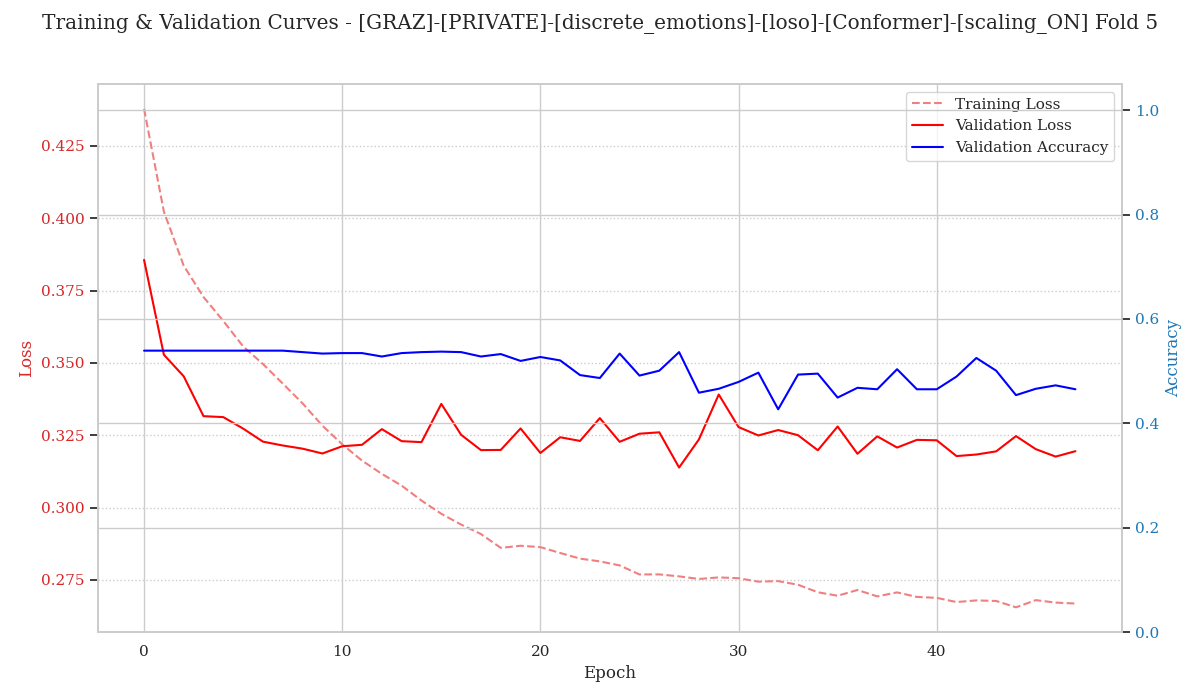 Training & Validation Curves - [GRAZ]-[PRIVATE]-[discrete_emotions]-[loso]-[Conformer]-[scaling_ON] Fold 5
Training Loss
Validation Loss
Validation Accuracy
Loss
0.425
0.400
0.375
0.350
0.325
0.300
0.275
1.0
0.8
0.6
0.4
0.2
0.0
Accuracy
0
10
20
30
40
Epoch